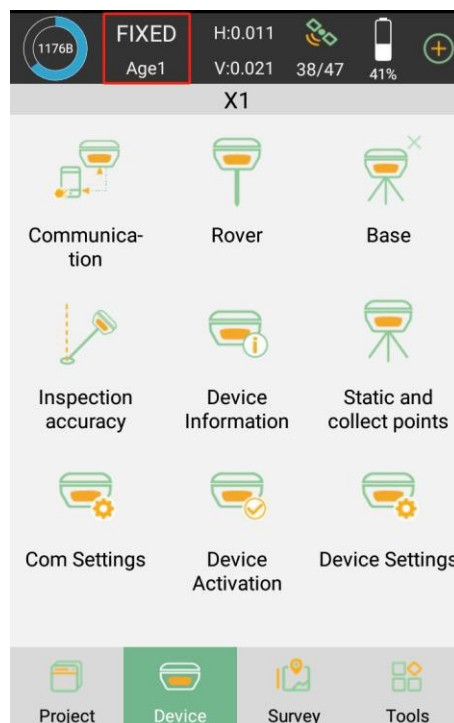 1176B
FIXED
Age1
H:0.011
V:0.021
38/47
41%
X1
Communica-
tion
Rover
Base
Inspection
accuracy
Device
Information
Static and
collect points
Com Settings
Device
Activation
Device Settings
Project
Device
Survey
Tools